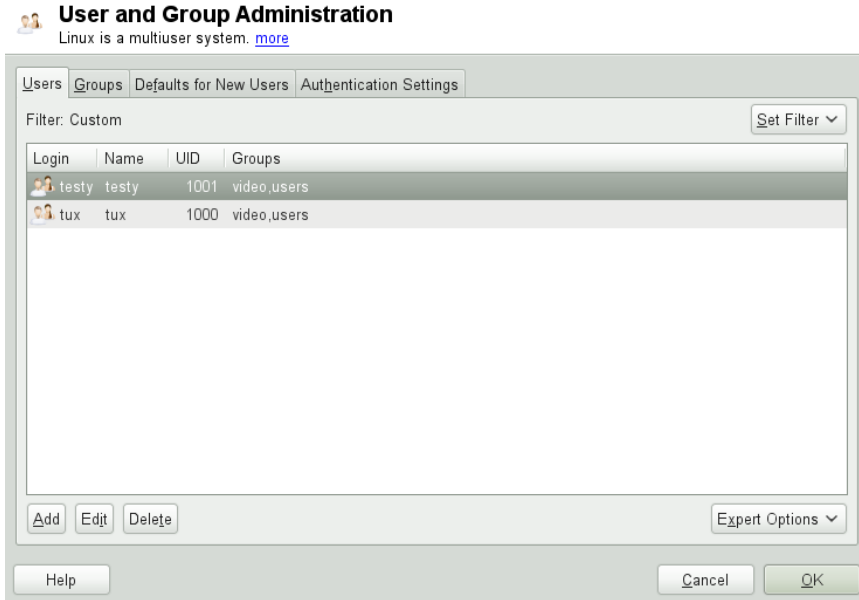 User and Group Administration
Linux is a multiuser system. more
Users Groups Defaults for New Users Authentication Settings
Filter: Custom Set Filter
Login Name UID Groups
testy testy 1001 video,users
tux tux 1000 video,users
Add Edit Delete Expert Options
Help Cancel OK